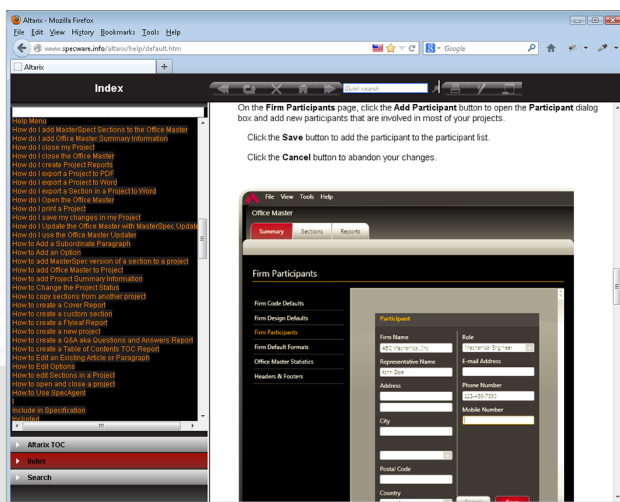 Altarix - Mozilla Firefox
File Edit View History Bookmarks Tools Help
www.specware.info/altarix/help/default.htm
Google
Altarix
Index
Quick search
Help Menu
How do I add MasterSpect Sections to the Office Master
How do I add Office Master Summary Information
How do I close my Project
How do I close the Office Master
How do I create Project Reports
How do I export a Project to PDF
How do I export a Project to Word
How do I export a Section in a Project to Word
How do I Open the Office Master
How do I print a Project
How do I save my changes in my Project
How do I Update the Office Master with MasterSpec Updat
How do I use the Office Master Updater
How to Add a Subordinate Paragraph
How to Add an Option
How to add MasterSpec version of a section to a project
How to add Office Master to Project
How to add Project Summary Information
How to Change the Project Status
How to copy sections from another project
How to create a Cover Report
How to create a custom section
How to create a Flyleaf Report
How to create a new project
How to create a Q&A aka Questions and Answers Report
How to create a Table of Contents TOC Report
How to Edit an Existing Article or Paragraph
How to Edit Options
How to edit Sections in a Project
How to open and close a project
How to Use SpecAgent
I
Include in Specification
Included
Altarix TOC
Index
Search
On the Firm Participants page, click the Add Participant button to open the Participant dialog
box and add new participants that are involved in most of your projects.
Click the Save button to add the participant to the participant list.
Click the Cancel button to abandon your changes.
File View Tools Help
Office Master
Summary Sections Reports
Firm Participants
Firm Code Defaults
Firm Design Defaults
Firm Participants
Firm Default Formats
Office Master Statistics
Headers & Footers
Participant
Firm Name
ABC Mechanical, Inc
Representative Name
John Doe
Address
City
Postal Code
Country
Role
Mechanical Engineer
E-mail Address
Phone Number
123-456-7890
Mobile Number
Cancel Save